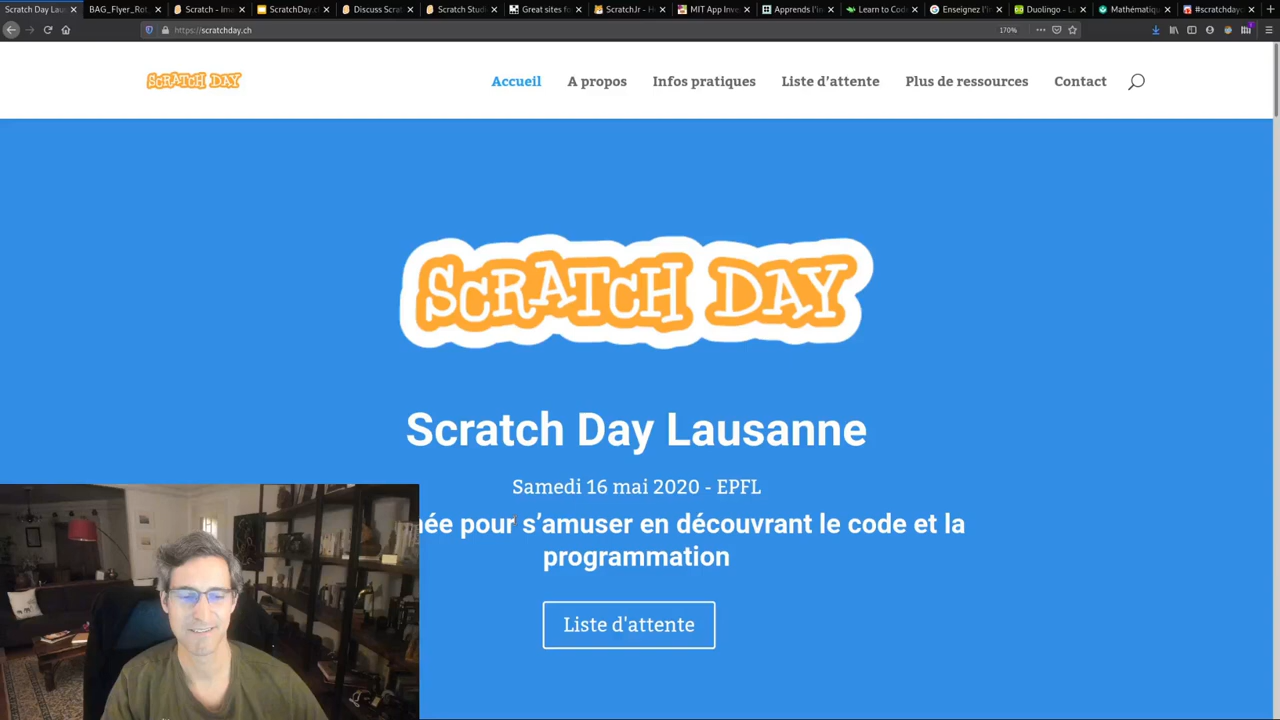 Scratch Day Lau
BAG_Flyer_Rot
Scratch - Ima
ScratchDay.c
Discuss Scrat
Scratch Studi
Great sites fo
ScratchJr - H
MIT App Inve
Apprends l'in
Learn to Code
Enseignez l'in
Duolingo - La
Mathématiqu
#scratchday
https://scratchday.ch
170%
SCRATCH DAY
Accueil
A propos
Infos pratiques
Liste d'attente
Plus de ressources
Contact
SCRATCH DAY
Scratch Day Lausanne
Samedi 16 mai 2020 - EPFL
née pour s'amuser en découvrant le code et la
programmation
Liste d'attente